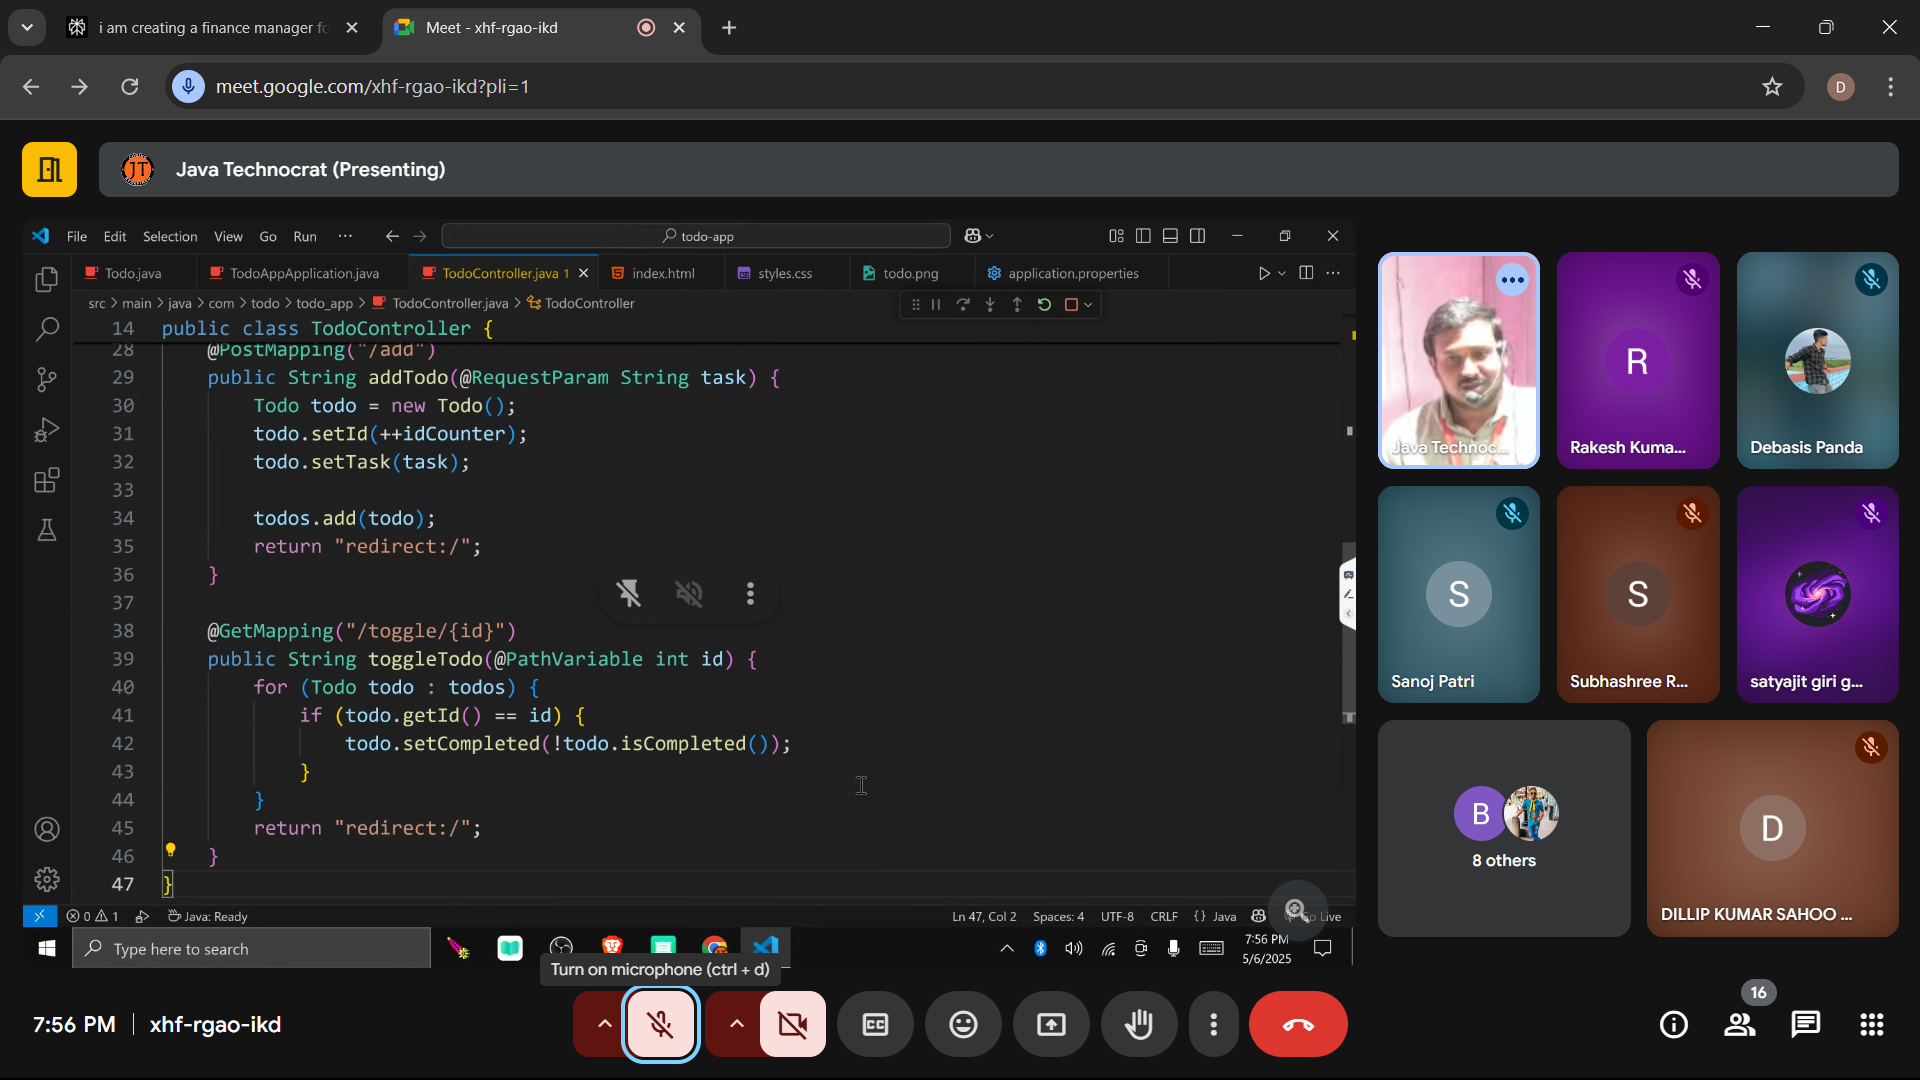 i am creating a finance manager fo
Meet - xhf-rgao-ikd
meet.google.com/xhf-rgao-ikd?pli=1
D
JT
Java Technocrat (Presenting)
File Edit Selection View Go Run ···
todo-app
Todo.java
TodoAppApplication.java
TodoController.java 1
index.html
styles.css
todo.png
application.properties
src > main > java > com > todo > todo_app > TodoController.java > TodoController
14 public class TodoController {
28 @PostMapping("/add")
29 public String addTodo(@RequestParam String task) {
30 Todo todo = new Todo();
31 todo.setId(++idCounter);
32 todo.setTask(task);
33
34 todos.add(todo);
35 return "redirect:/";
36 }
37
38 @GetMapping("/toggle/{id}")
39 public String toggleTodo(@PathVariable int id) {
40 for (Todo todo : todos) {
41 if (todo.getId() == id) {
42 todo.setCompleted(!todo.isCompleted());
43 }
44 }
45 return "redirect:/";
46 }
47 }
0 1 Java: Ready
Ln 47, Col 2 Spaces: 4 UTF-8 CRLF {} Java Live
Type here to search
7:56 PM
5/6/2025
Turn on microphone (ctrl + d)
Java Technoc...
R
Rakesh Kuma...
Debasis Panda
S
Sanoj Patri
S
Subhashree R...
satyajit giri g...
B
8 others
D
DILLIP KUMAR SAHOO ...
7:56 PM | xhf-rgao-ikd
CC
16